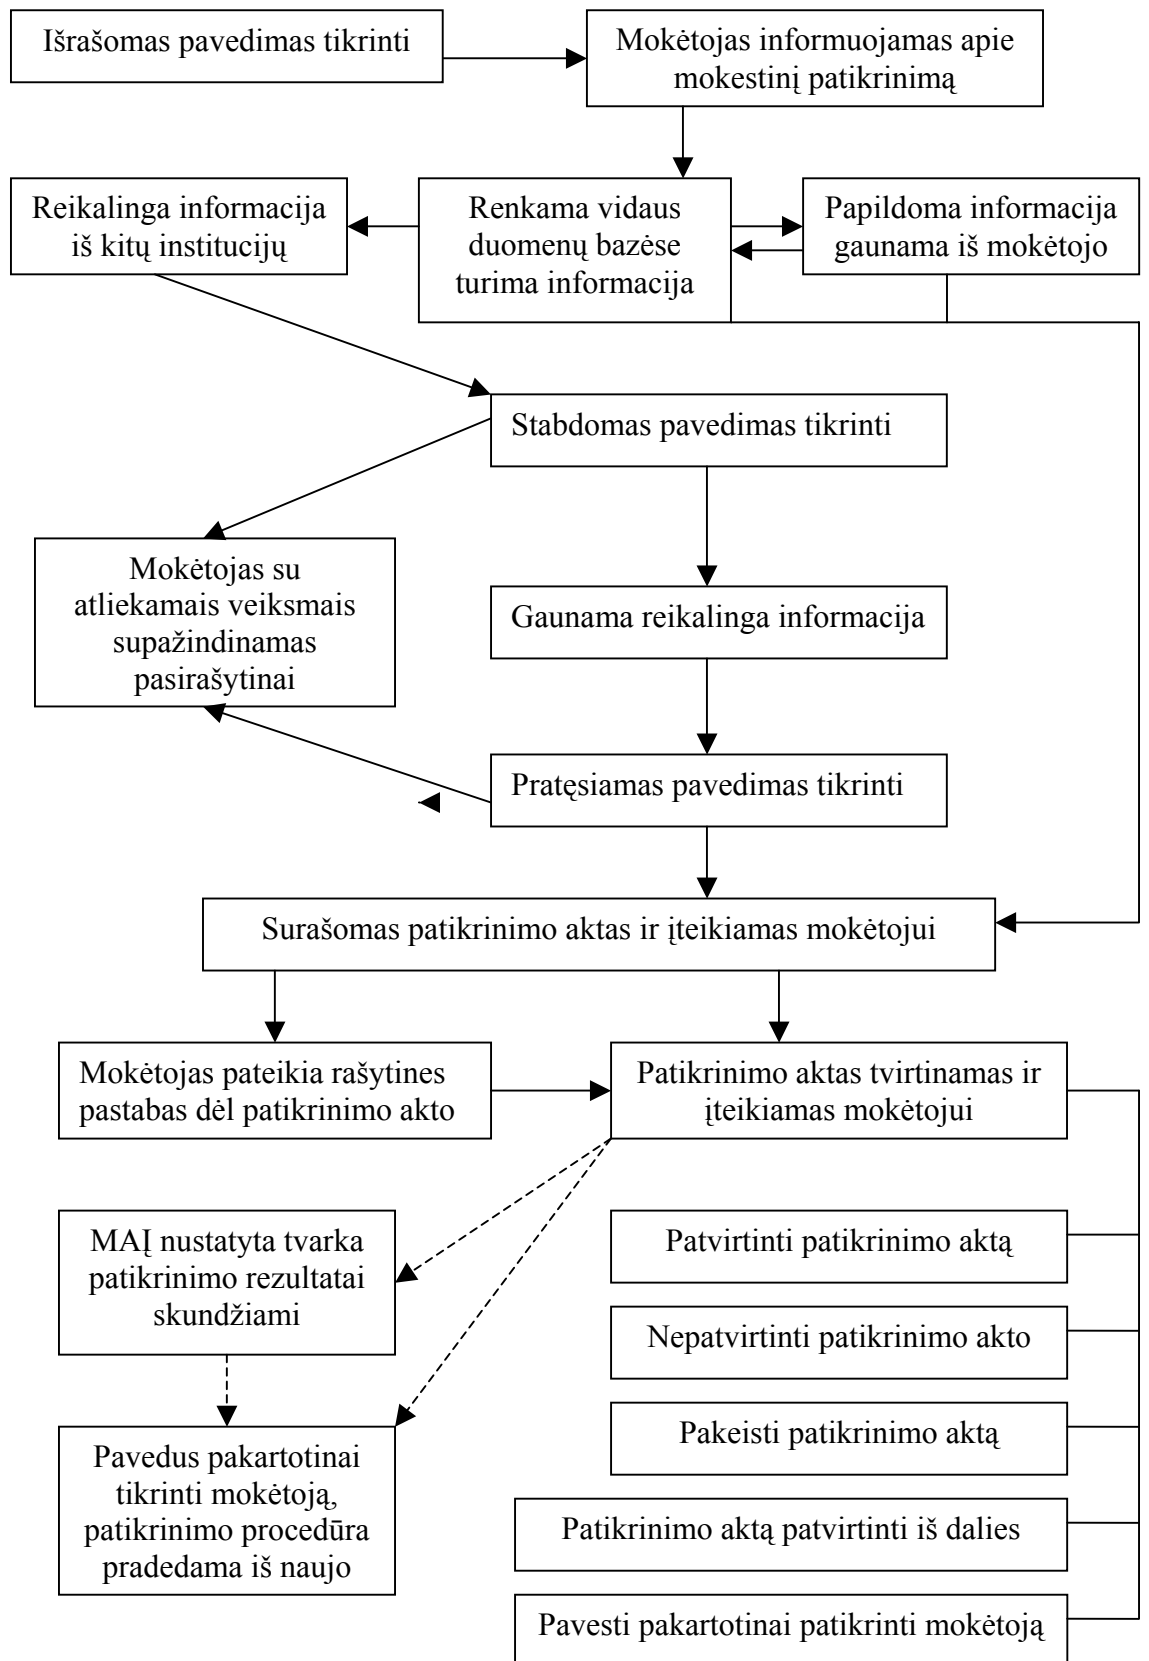 Išrašomas pavedimas tikrinti
Mokėtojas informuojamas apie
mokestinį patikrinimą
Reikalinga informacija
iš kitų institucijų
Renkama vidaus
duomenų bazėse
turima informacija
Papildoma informacija
gaunama iš mokėtojo
Stabdomas pavedimas tikrinti
Mokėtojas su
atliekamais veiksmais
supažindinamas
pasirašytinai
Gaunama reikalinga informacija
Pratęsiamas pavedimas tikrinti
Surašomas patikrinimo aktas ir įteikiamas mokėtojui
Mokėtojas pateikia rašytines
pastabas dėl patikrinimo akto
Patikrinimo aktas tvirtinamas ir
įteikiamas mokėtojui
MAĮ nustatyta tvarka
patikrinimo rezultatai
skundžiami
Pavedus pakartotinai
tikrinti mokėtoją,
patikrinimo procedūra
pradedama iš naujo
Patvirtinti patikrinimo aktą
Nepatvirtinti patikrinimo akto
Pakeisti patikrinimo aktą
Patikrinimo aktą patvirtinti iš dalies
Pavesti pakartotinai patikrinti mokėtoją